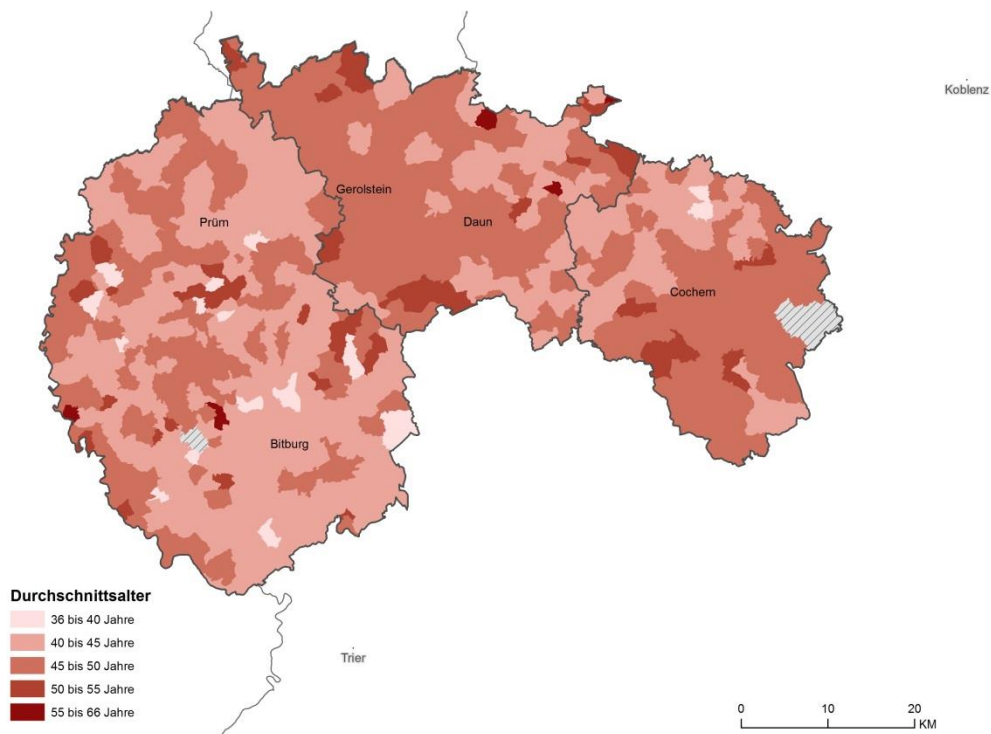 Koblenz
Gerolstein
Prüm
Daun
Cochem
Bitburg
Durchschnittsalter
36 bis 40 Jahre
40 bis 45 Jahre
45 bis 50 Jahre
50 bis 55 Jahre
55 bis 66 Jahre
Trier
0 10 20
KM